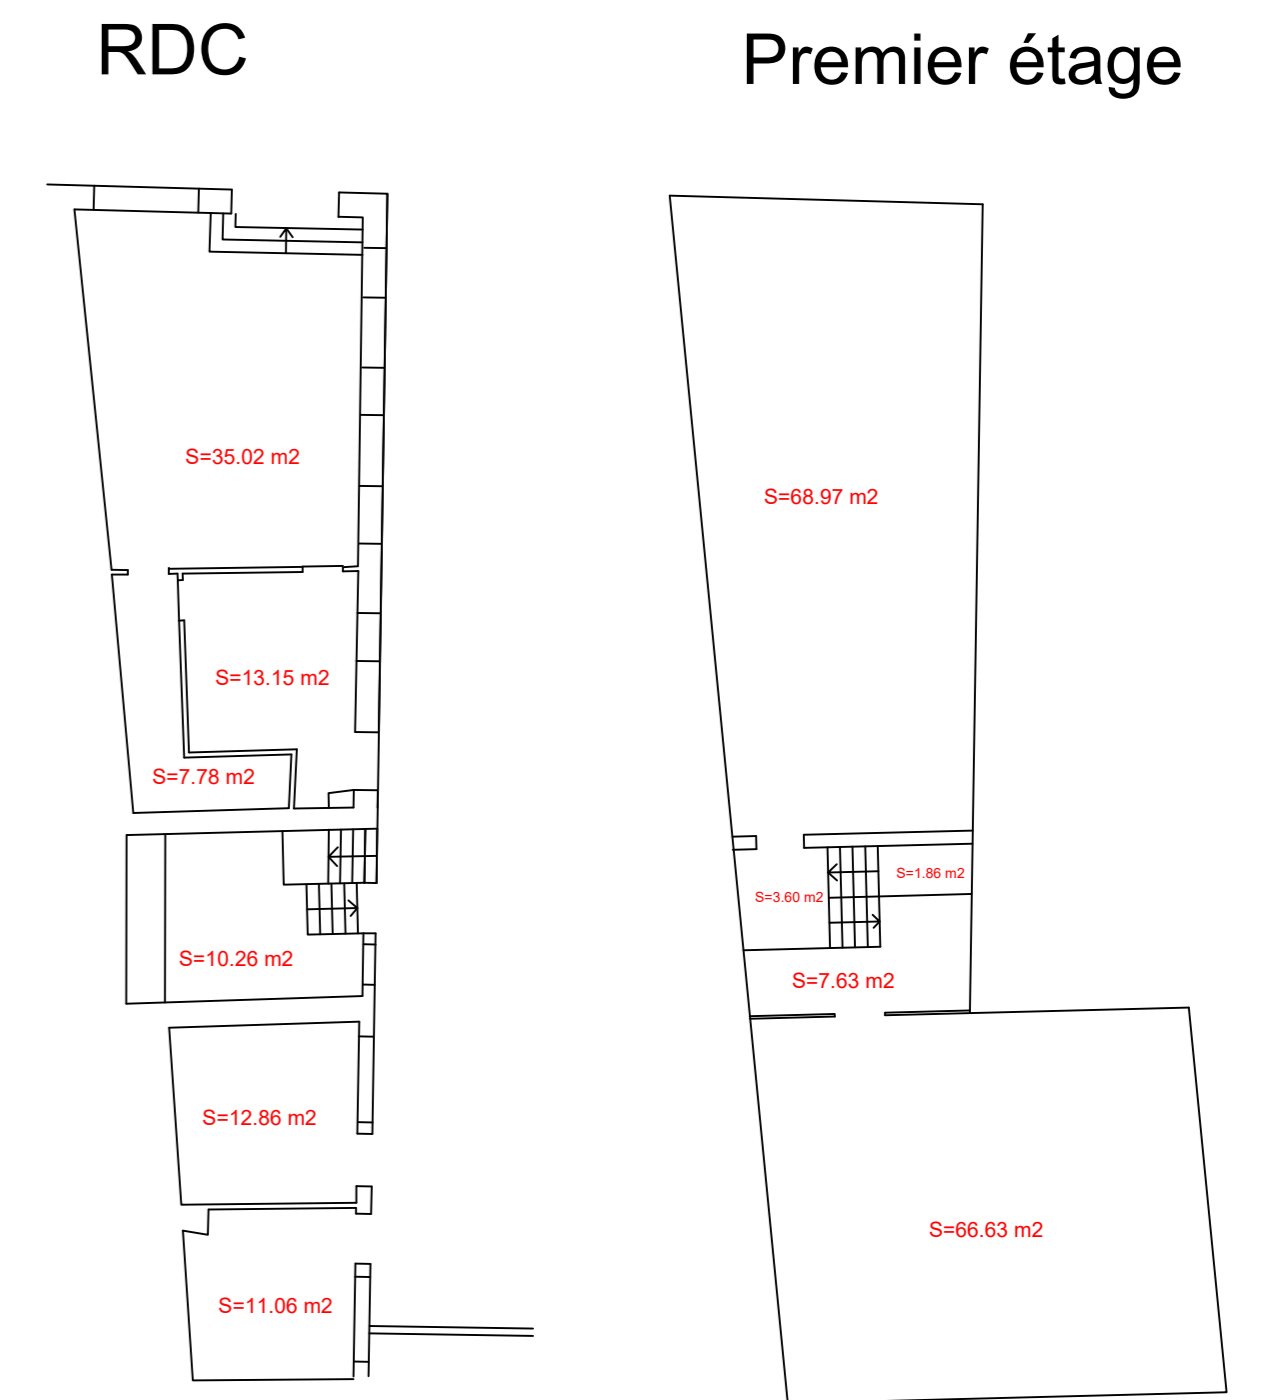 RDC
Premier étage
S=35.02 m2
S=13.15 m2
S=7.78 m2
S=10.26 m2
S=12.86 m2
S=11.06 m2
S=68.97 m2
S=1.86 m2
S=3.60 m2
S=7.63 m2
S=66.63 m2